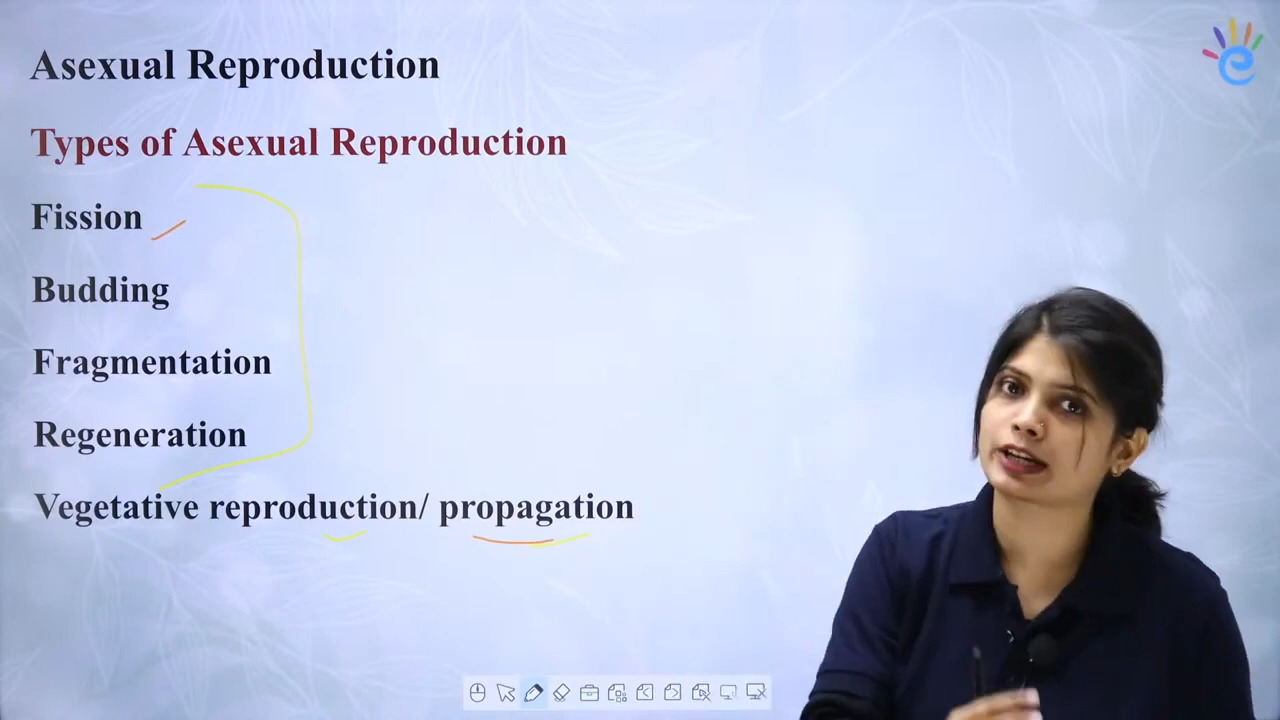 Asexual Reproduction
Types of Asexual Reproduction
Fission
Budding
Fragmentation
Regeneration
Vegetative reproduction/ propagation